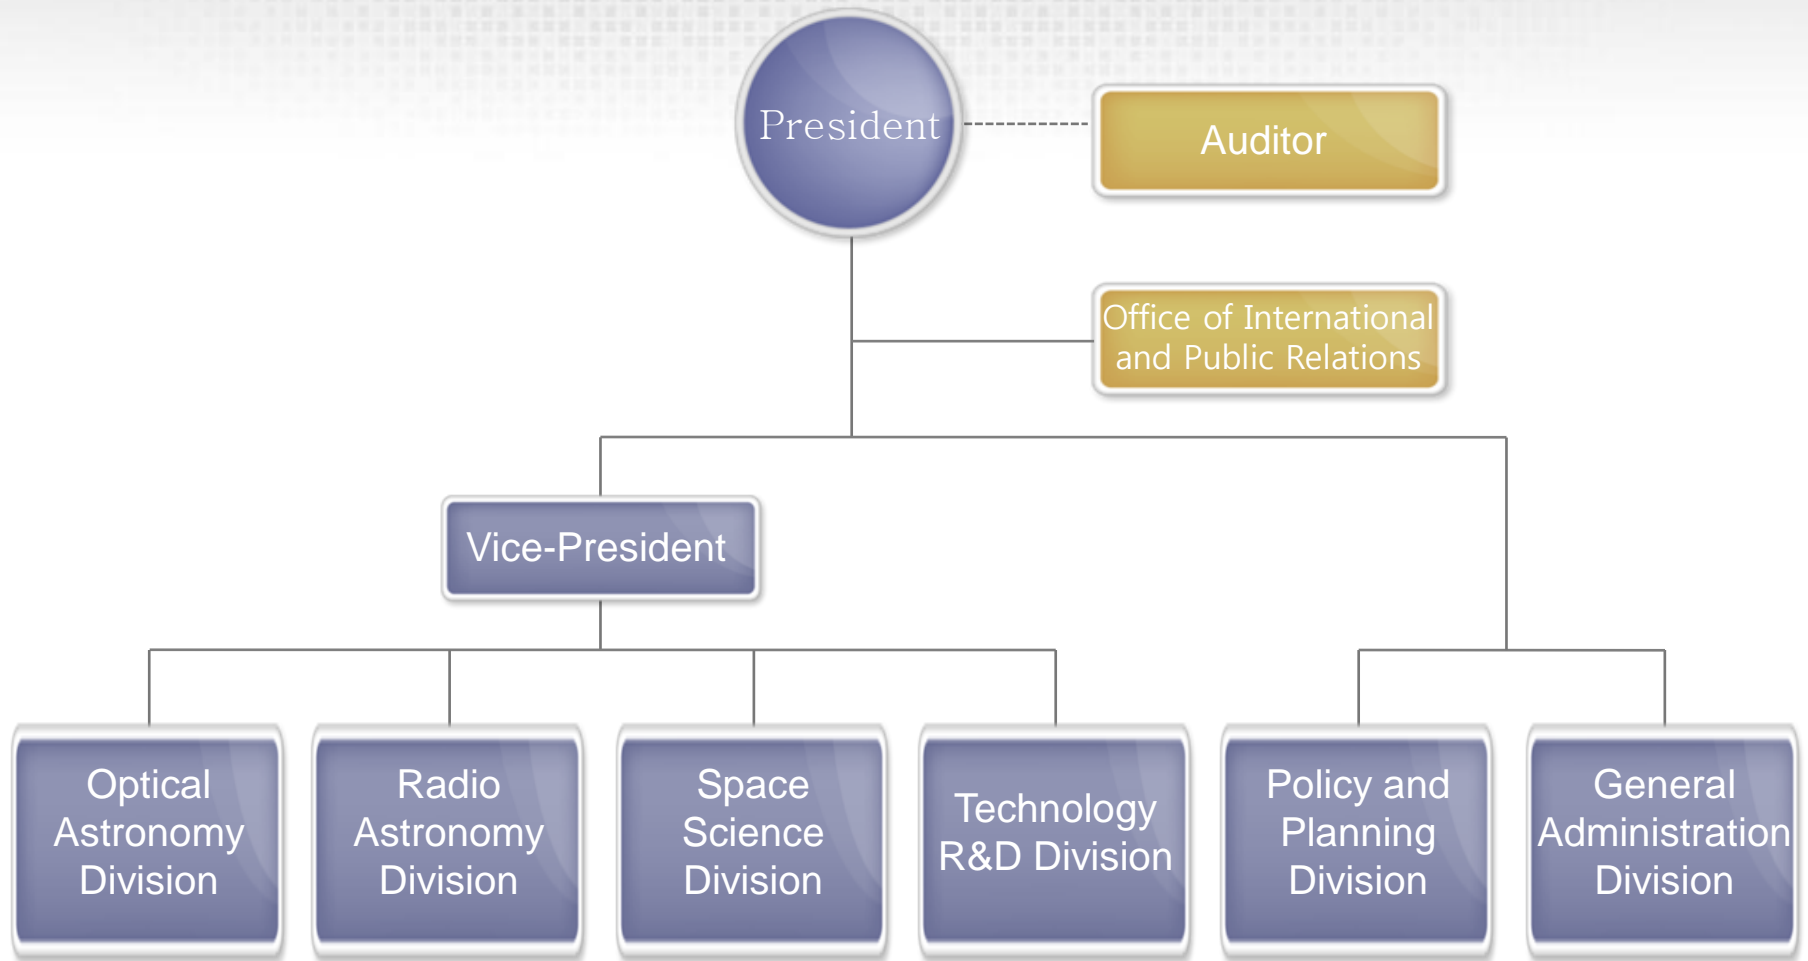 President
Auditor
Office of International
and Public Relations
Vice-President
Optical
Astronomy
Division
Radio
Astronomy
Division
Space
Science
Division
Technology
R&D Division
Policy and
Planning
Division
General
Administration
Division